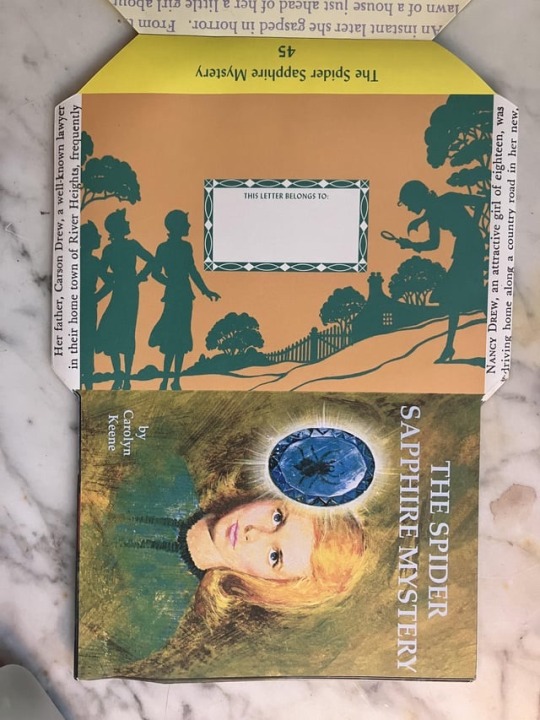 An instant later she gasped in horror. From
lawn of a house just ahead of her a little girl about
The Spider Sapphire Mystery
45
Her father, Carson Drew, a well-known lawyer
in their home town of River Heights, frequently
THIS LETTER BELONGS TO:
NANCY DREW, an attractive girl of eighteen, was
driving home along a country road in her new,
THE SPIDER
SAPPHIRE MYSTERY
by
Carolyn
Keene